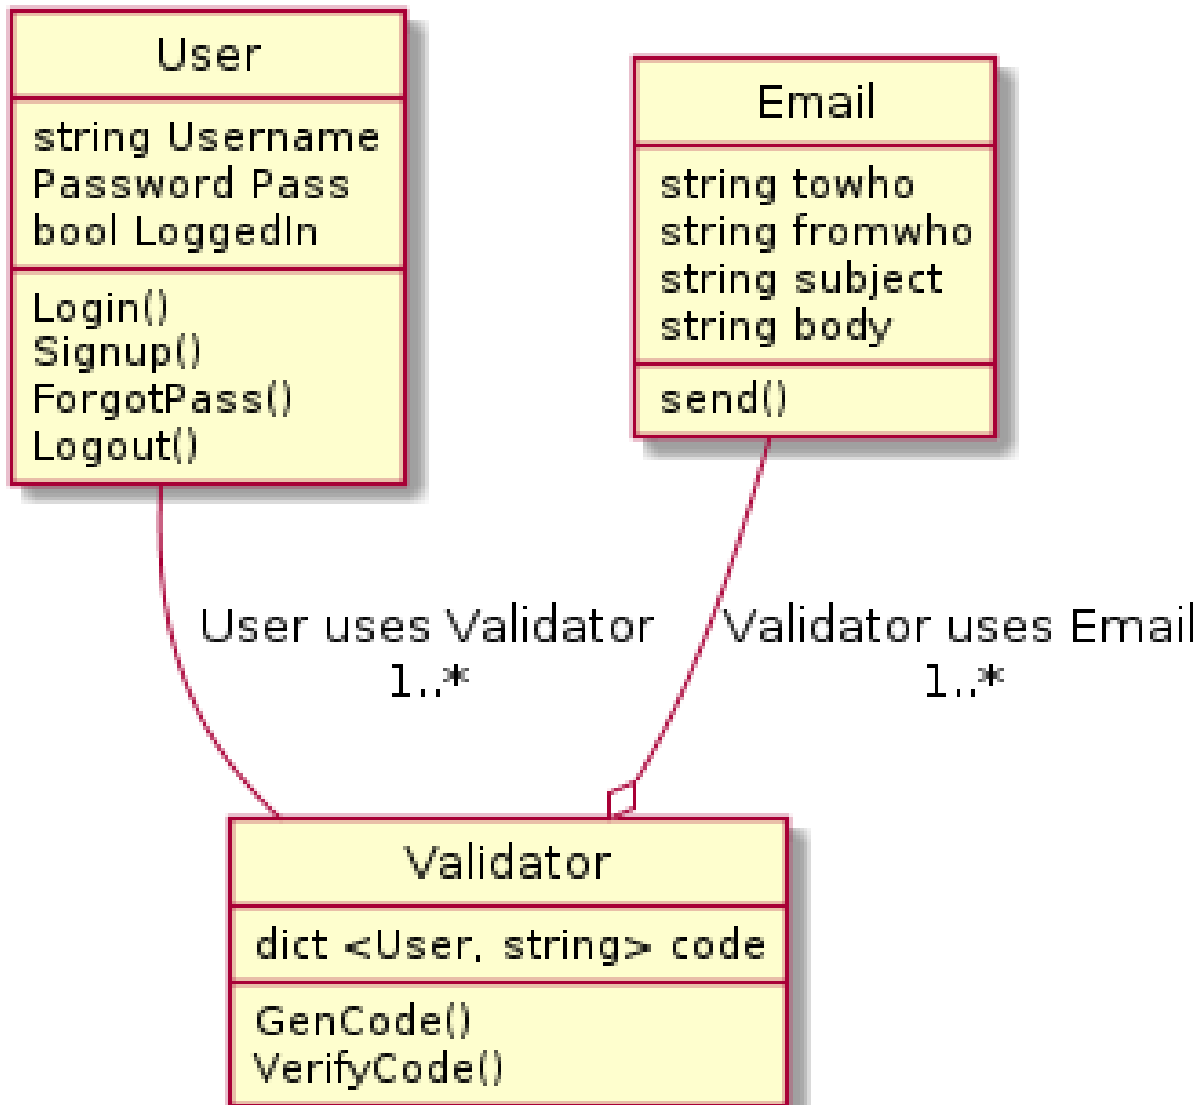 User
string Username
Password Pass
bool LoggedIn
Login()
Signup()
ForgotPass()
Logout()
Email
string towho
string fromwho
string subject
string body
send()
User uses Validator
1..*
Validator uses Email
1..*
Validator
dict <User, string> code
GenCode()
VerifyCode()